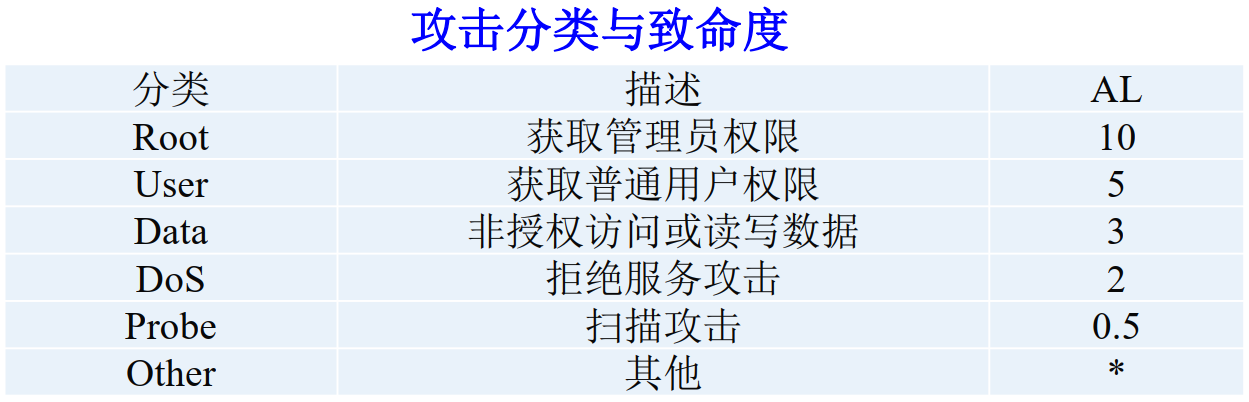 攻击分类与致命度
分类 描述 AL
Root 获取管理员权限 10
User 获取普通用户权限 5
Data 非授权访问或读写数据 3
DoS 拒绝服务攻击 2
Probe 扫描攻击 0.5
Other 其他 *